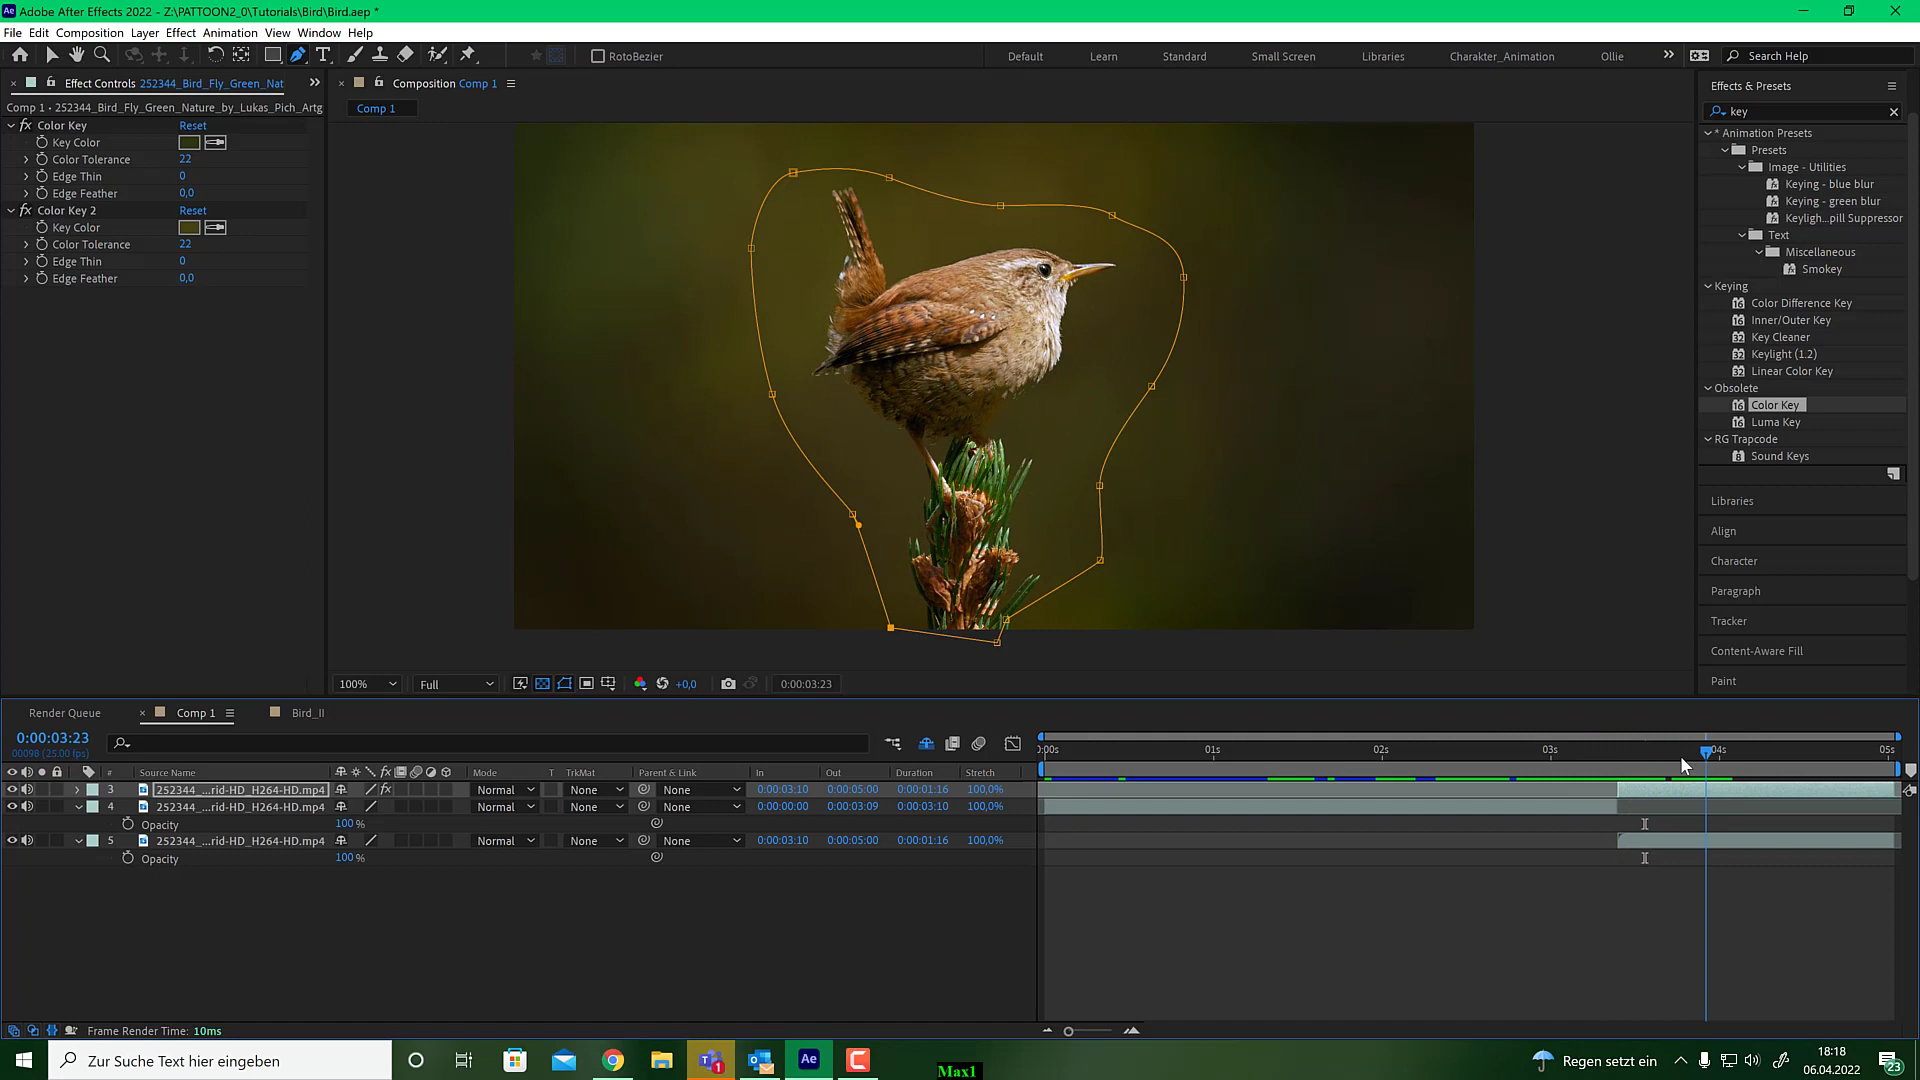 Adobe After Effects 2022 - Z:\PATTOON2_0\Tutorials\Bird\Bird.aep *
File Edit Composition Layer Effect Animation View Window Help
RotoBezier Default Learn Standard Small Screen Libraries Charakter_Animation Ollie Search Help
Effect Controls 252344_Bird_Fly_Green_Nat
Composition Comp 1
Effects & Presets
Comp 1 • 252344_Bird_Fly_Green_Nature_by_Lukas_Pich_Artg
Comp 1
key
Color Key Reset
Key Color
Color Tolerance 22
Edge Thin 0
Edge Feather 0,0
Color Key 2 Reset
Key Color
Color Tolerance 22
Edge Thin 0
Edge Feather 0,0
* Animation Presets
Presets
Image - Utilities
Keying - blue blur
Keying - green blur
Keyligh...pill Suppressor
Text
Miscellaneous
Smokey
Keying
Color Difference Key
Inner/Outer Key
Key Cleaner
Keylight (1.2)
Linear Color Key
Obsolete
Color Key
Luma Key
RG Trapcode
Sound Keys
Libraries
Align
Character
Paragraph
Tracker
Content-Aware Fill
Paint
100% Full +0,0 0:00:03:23
Render Queue Comp 1 Bird_II
0:00:03:23
00098 (25.00 fps)
0:00s 01s 02s 03s 04s 05s
# Source Name Mode T TrkMat Parent & Link In Out Duration Stretch
3 252344_...rid-HD_H264-HD.mp4 Normal None None 0:00:03:10 0:00:05:00 0:00:01:16 100,0%
4 252344_...rid-HD_H264-HD.mp4 Normal None None 0:00:00:00 0:00:03:09 0:00:03:10 100,0%
Opacity 100 %
5 252344_...rid-HD_H264-HD.mp4 Normal None None 0:00:03:10 0:00:05:00 0:00:01:16 100,0%
Opacity 100 %
Frame Render Time: 10ms
Zur Suche Text hier eingeben
Max1
Regen setzt ein
18:18
06.04.2022
23